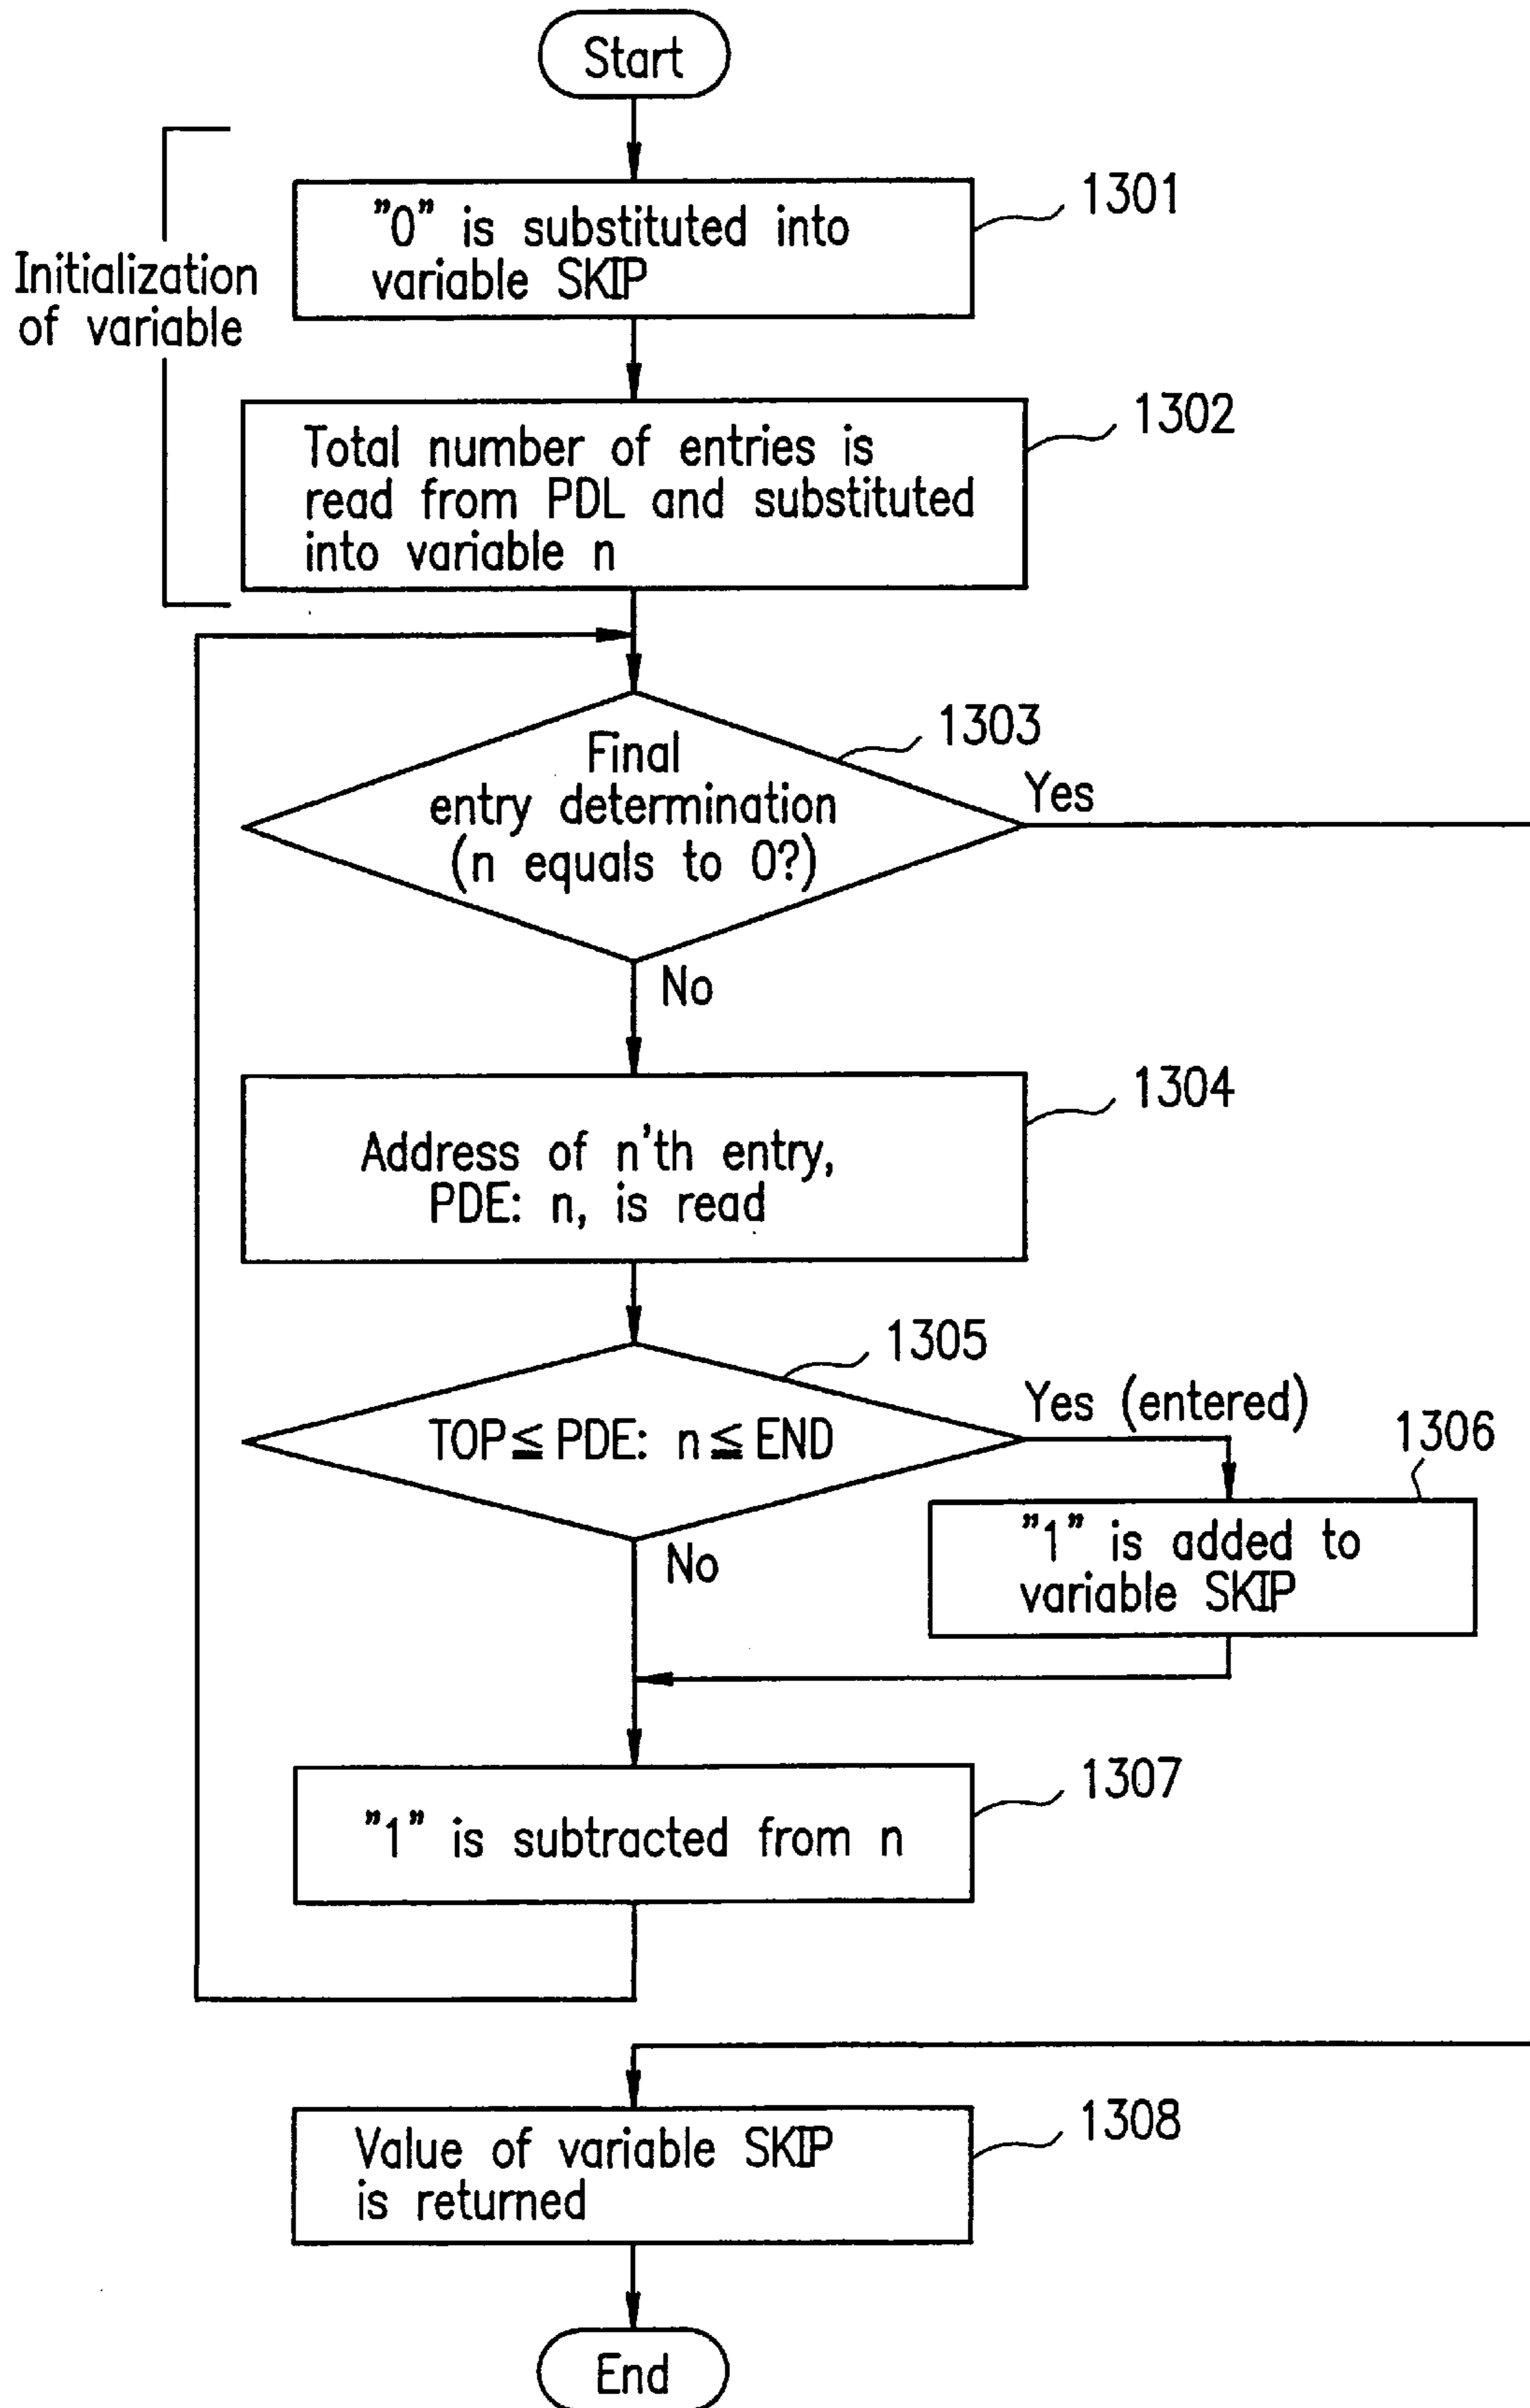 Start
1301
"0" is substituted into
variable SKIP
Initialization
of variable
1302
Total number of entries is
read from PDL and substituted
into variable n
1303
Final
entry determination
(n equals to 0?)
Yes
No
1304
Address of n'th entry,
PDE: n, is read
1305
TOP≦PDE: n≦END
Yes (entered)
1306
"1" is added to
variable SKIP
No
1307
"1" is subtracted from n
1308
Value of variable SKIP
is returned
End